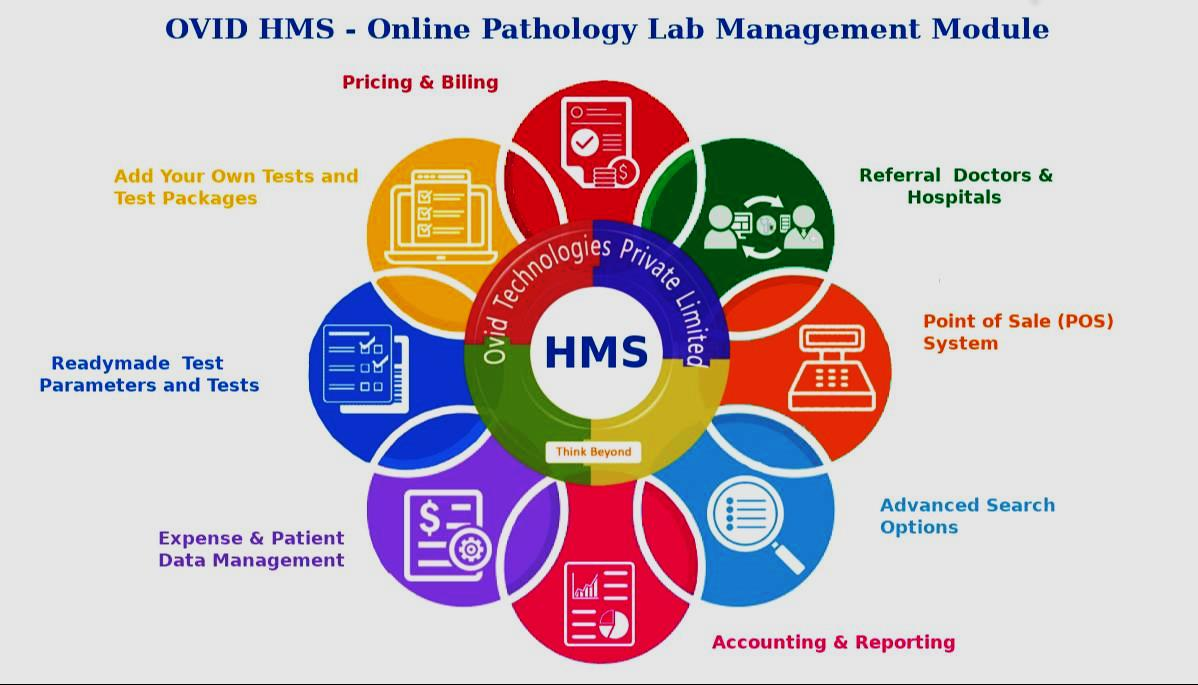 OVID HMS - Online Pathology Lab Management Module
Pricing & Biling
Add Your Own Tests and
Test Packages
Referral Doctors &
Hospitals
Ovid Technologies Private Limited
Point of Sale (POS)
System
HMS
Readymade Test
Parameters and Tests
Think Beyond
Advanced Search
Options
Expense & Patient
Data Management
Accounting & Reporting
$
$